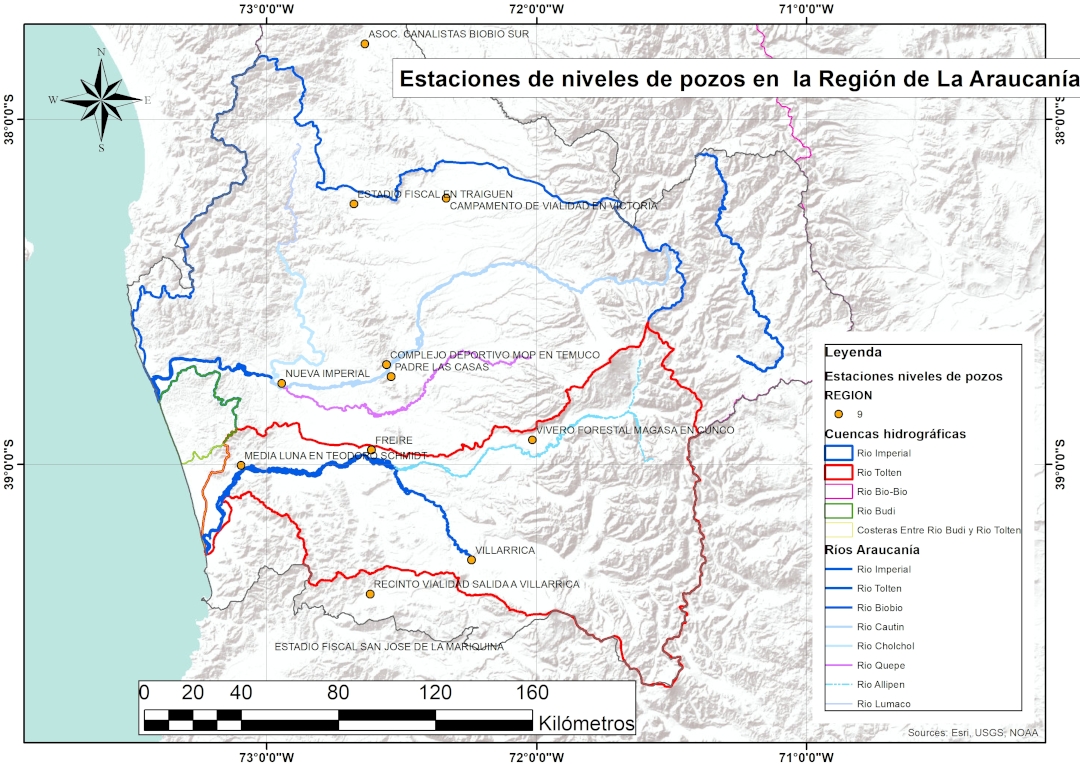 73°0'0"W 72°0'0"W 71°0'0"W
ASOC. CANALISTAS BIOBIO SUR
Estaciones de niveles de pozos en la Región de La Araucanía
N
W E
S
38°0'0"S 38°0'0"S
ESTADIO FISCAL EN TRAIGUEN
CAMPAMENTO DE VIALIDAD EN VICTORIA
COMPLEJO DEPORTIVO MOP EN TEMUCO
PADRE LAS CASAS
NUEVA IMPERIAL
VIVERO FORESTAL MAGASA EN CUNCO
FREIRE
MEDIA LUNA EN TEODORO SCHMIDT
39°0'0"S 39°0'0"S
VILLARRICA
RECINTO VIALIDAD SALIDA A VILLARRICA
ESTADIO FISCAL SAN JOSE DE LA MARIQUINA
Leyenda
Estaciones niveles de pozos
REGION
9
Cuencas hidrográficas
Rio Imperial
Rio Tolten
Rio Bio-Bio
Rio Budi
Costeras Entre Rio Budi y Rio Tolten
Ríos Araucanía
Rio Imperial
Rio Tolten
Rio Biobio
Rio Cautin
Rio Cholchol
Rio Quepe
Rio Allipen
Rio Lumaco
0 20 40 80 120 160
Kilómetros
Sources: Esri, USGS, NOAA
73°0'0"W 72°0'0"W 71°0'0"W